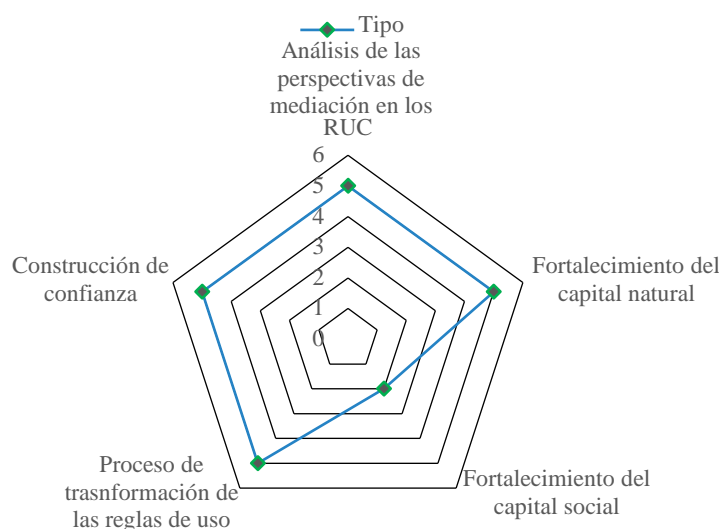 Tipo
Análisis de las
perspectivas de
mediación en los
RUC
6
5
4
3
2
1
0
Fortalecimiento del
capital natural
Fortalecimiento del
capital social
Proceso de
trasnformación de
las reglas de uso
Construcción de
confianza